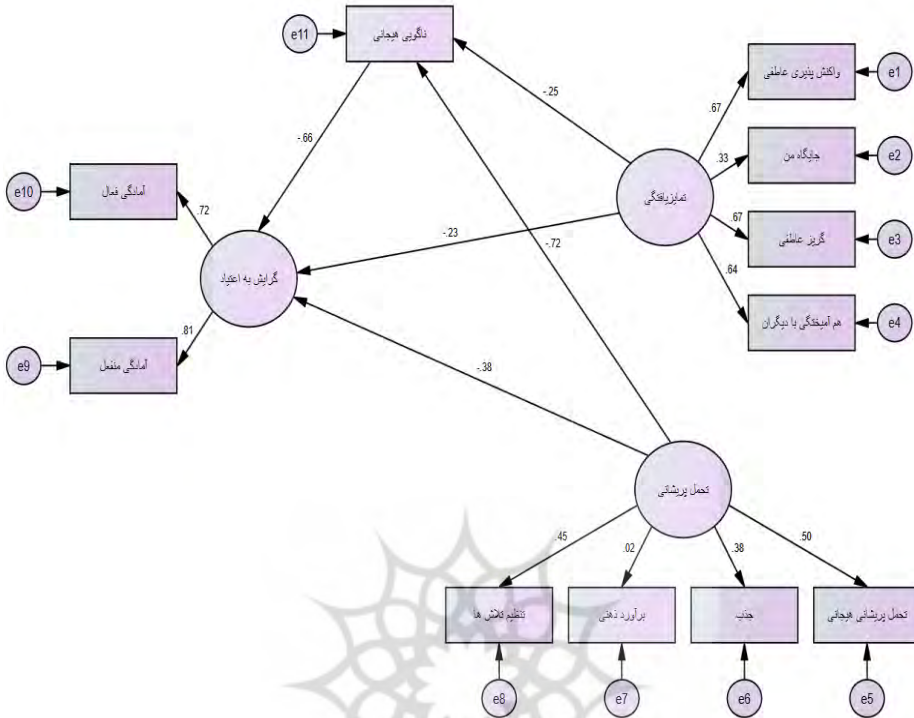 e11
ناگویی هیجانی
واکنش پذیری عاطفی
e1
-.25
.67
-.66
جایگاه من
e2
.33
e10
آمادگی فعال
تمایزیافتگی
.72
.67
گریز عاطفی
e3
-.23
-.72
.64
گرایش به اعتیاد
هم آمیختگی با دیگران
e4
.81
e9
آمادگی منفعل
-.38
تحمل پریشانی
.45
.02
.38
.50
تنظیم تلاش ها
برآورد ذهنی
جذب
تحمل پریشانی هیجانی
e8
e7
e6
e5